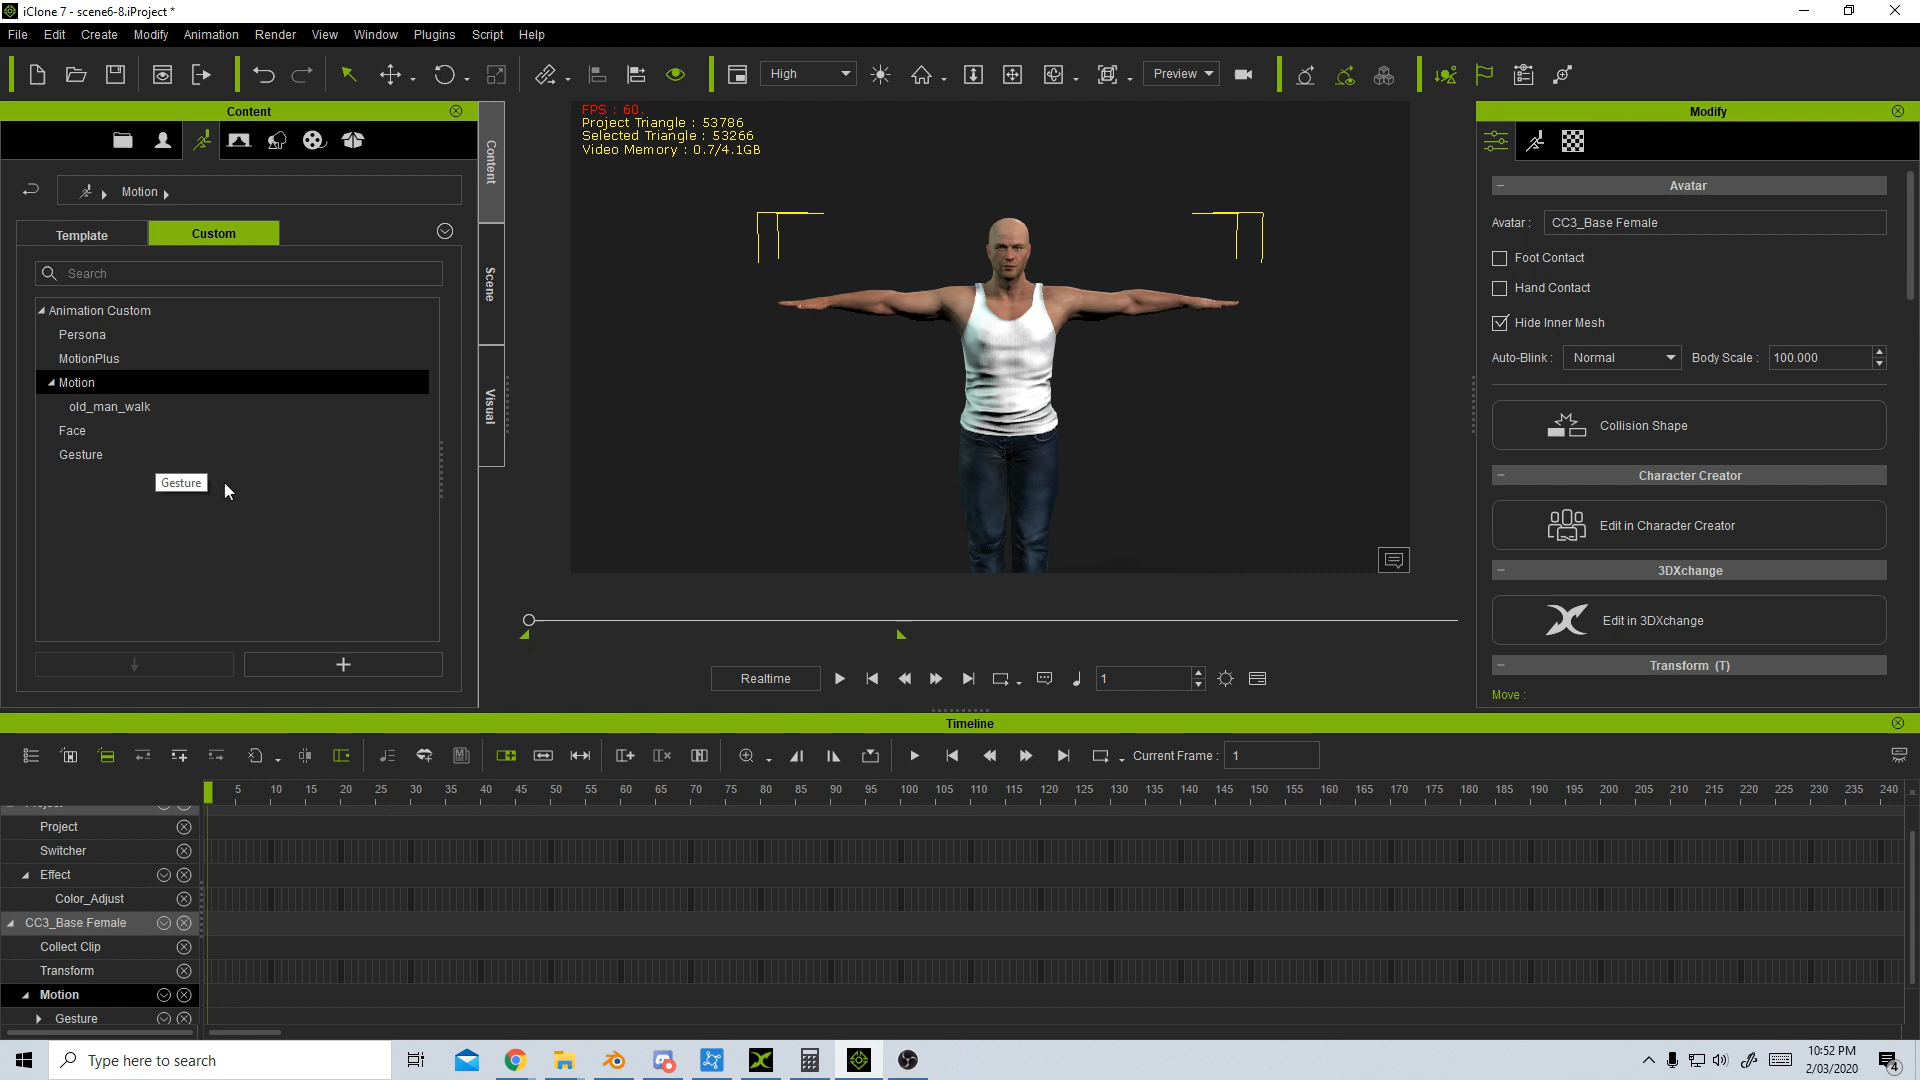 iClone 7 - scene6-8.iProject *
File Edit Create Modify Animation Render View Window Plugins Script Help
High
Preview
Content
Modify
FPS : 60.
Project Triangle : 53786
Selected Triangle : 53266
Video Memory : 0.7/4.1GB
Motion
Template
Custom
Search
Animation Custom
Persona
MotionPlus
Motion
old_man_walk
Face
Gesture
Gesture
Content
Scene
Visual
Avatar
Avatar : CC3_Base Female
Foot Contact
Hand Contact
Hide Inner Mesh
Auto-Blink : Normal Body Scale : 100.000
Collision Shape
Character Creator
Edit in Character Creator
3DXchange
Edit in 3DXchange
Transform (T)
Move :
Realtime
1
Timeline
Current Frame : 1
5 10 15 20 25 30 35 40 45 50 55 60 65 70 75 80 85 90 95 100 105 110 115 120 125 130 135 140 145 150 155 160 165 170 175 180 185 190 195 200 205 210 215 220 225 230 235 240
Project
Switcher
Effect
Color_Adjust
CC3_Base Female
Collect Clip
Transform
Motion
Gesture
Type here to search
10:52 PM
2/03/2020
4